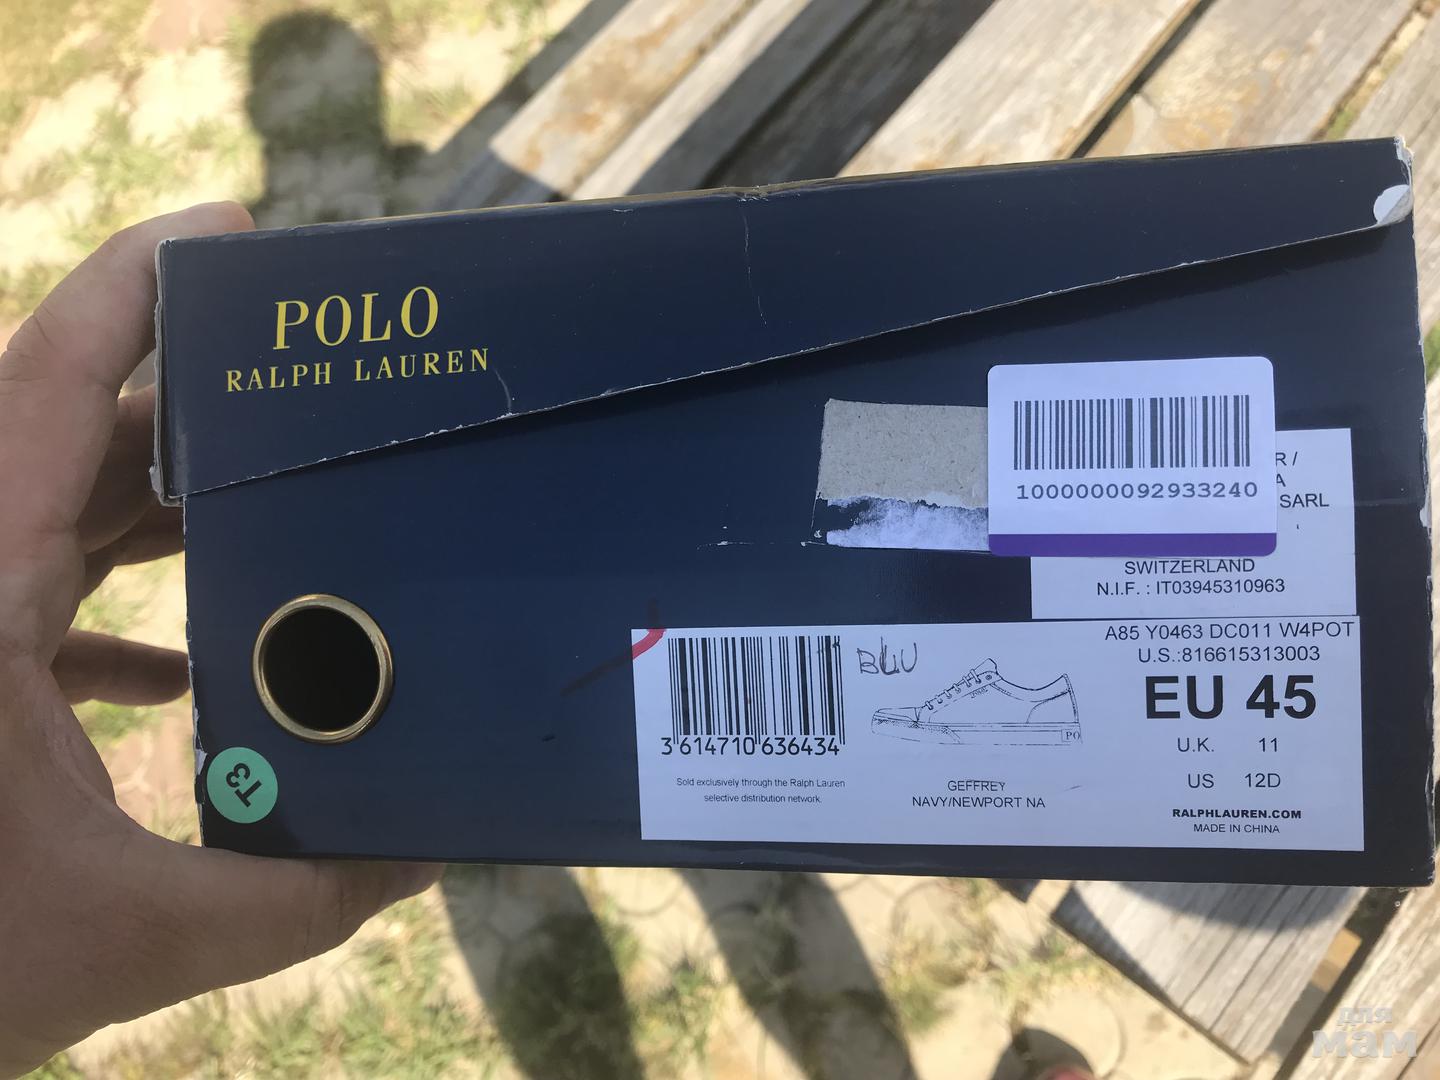 POLO
RALPH LAUREN
1000000092933240
R /
A
SARL
SWITZERLAND
N.I.F. : IT03945310963
A85 Y0463 DC011 W4POT
U.S.:816615313003
BLU
EU 45
3 614710 636434
PO
U.K. 11
US 12D
Sold exclusively through the Ralph Lauren
selective distribution network.
GEFFREY
NAVY/NEWPORT NA
RALPHLAUREN.COM
MADE IN CHINA
T3
для
мам